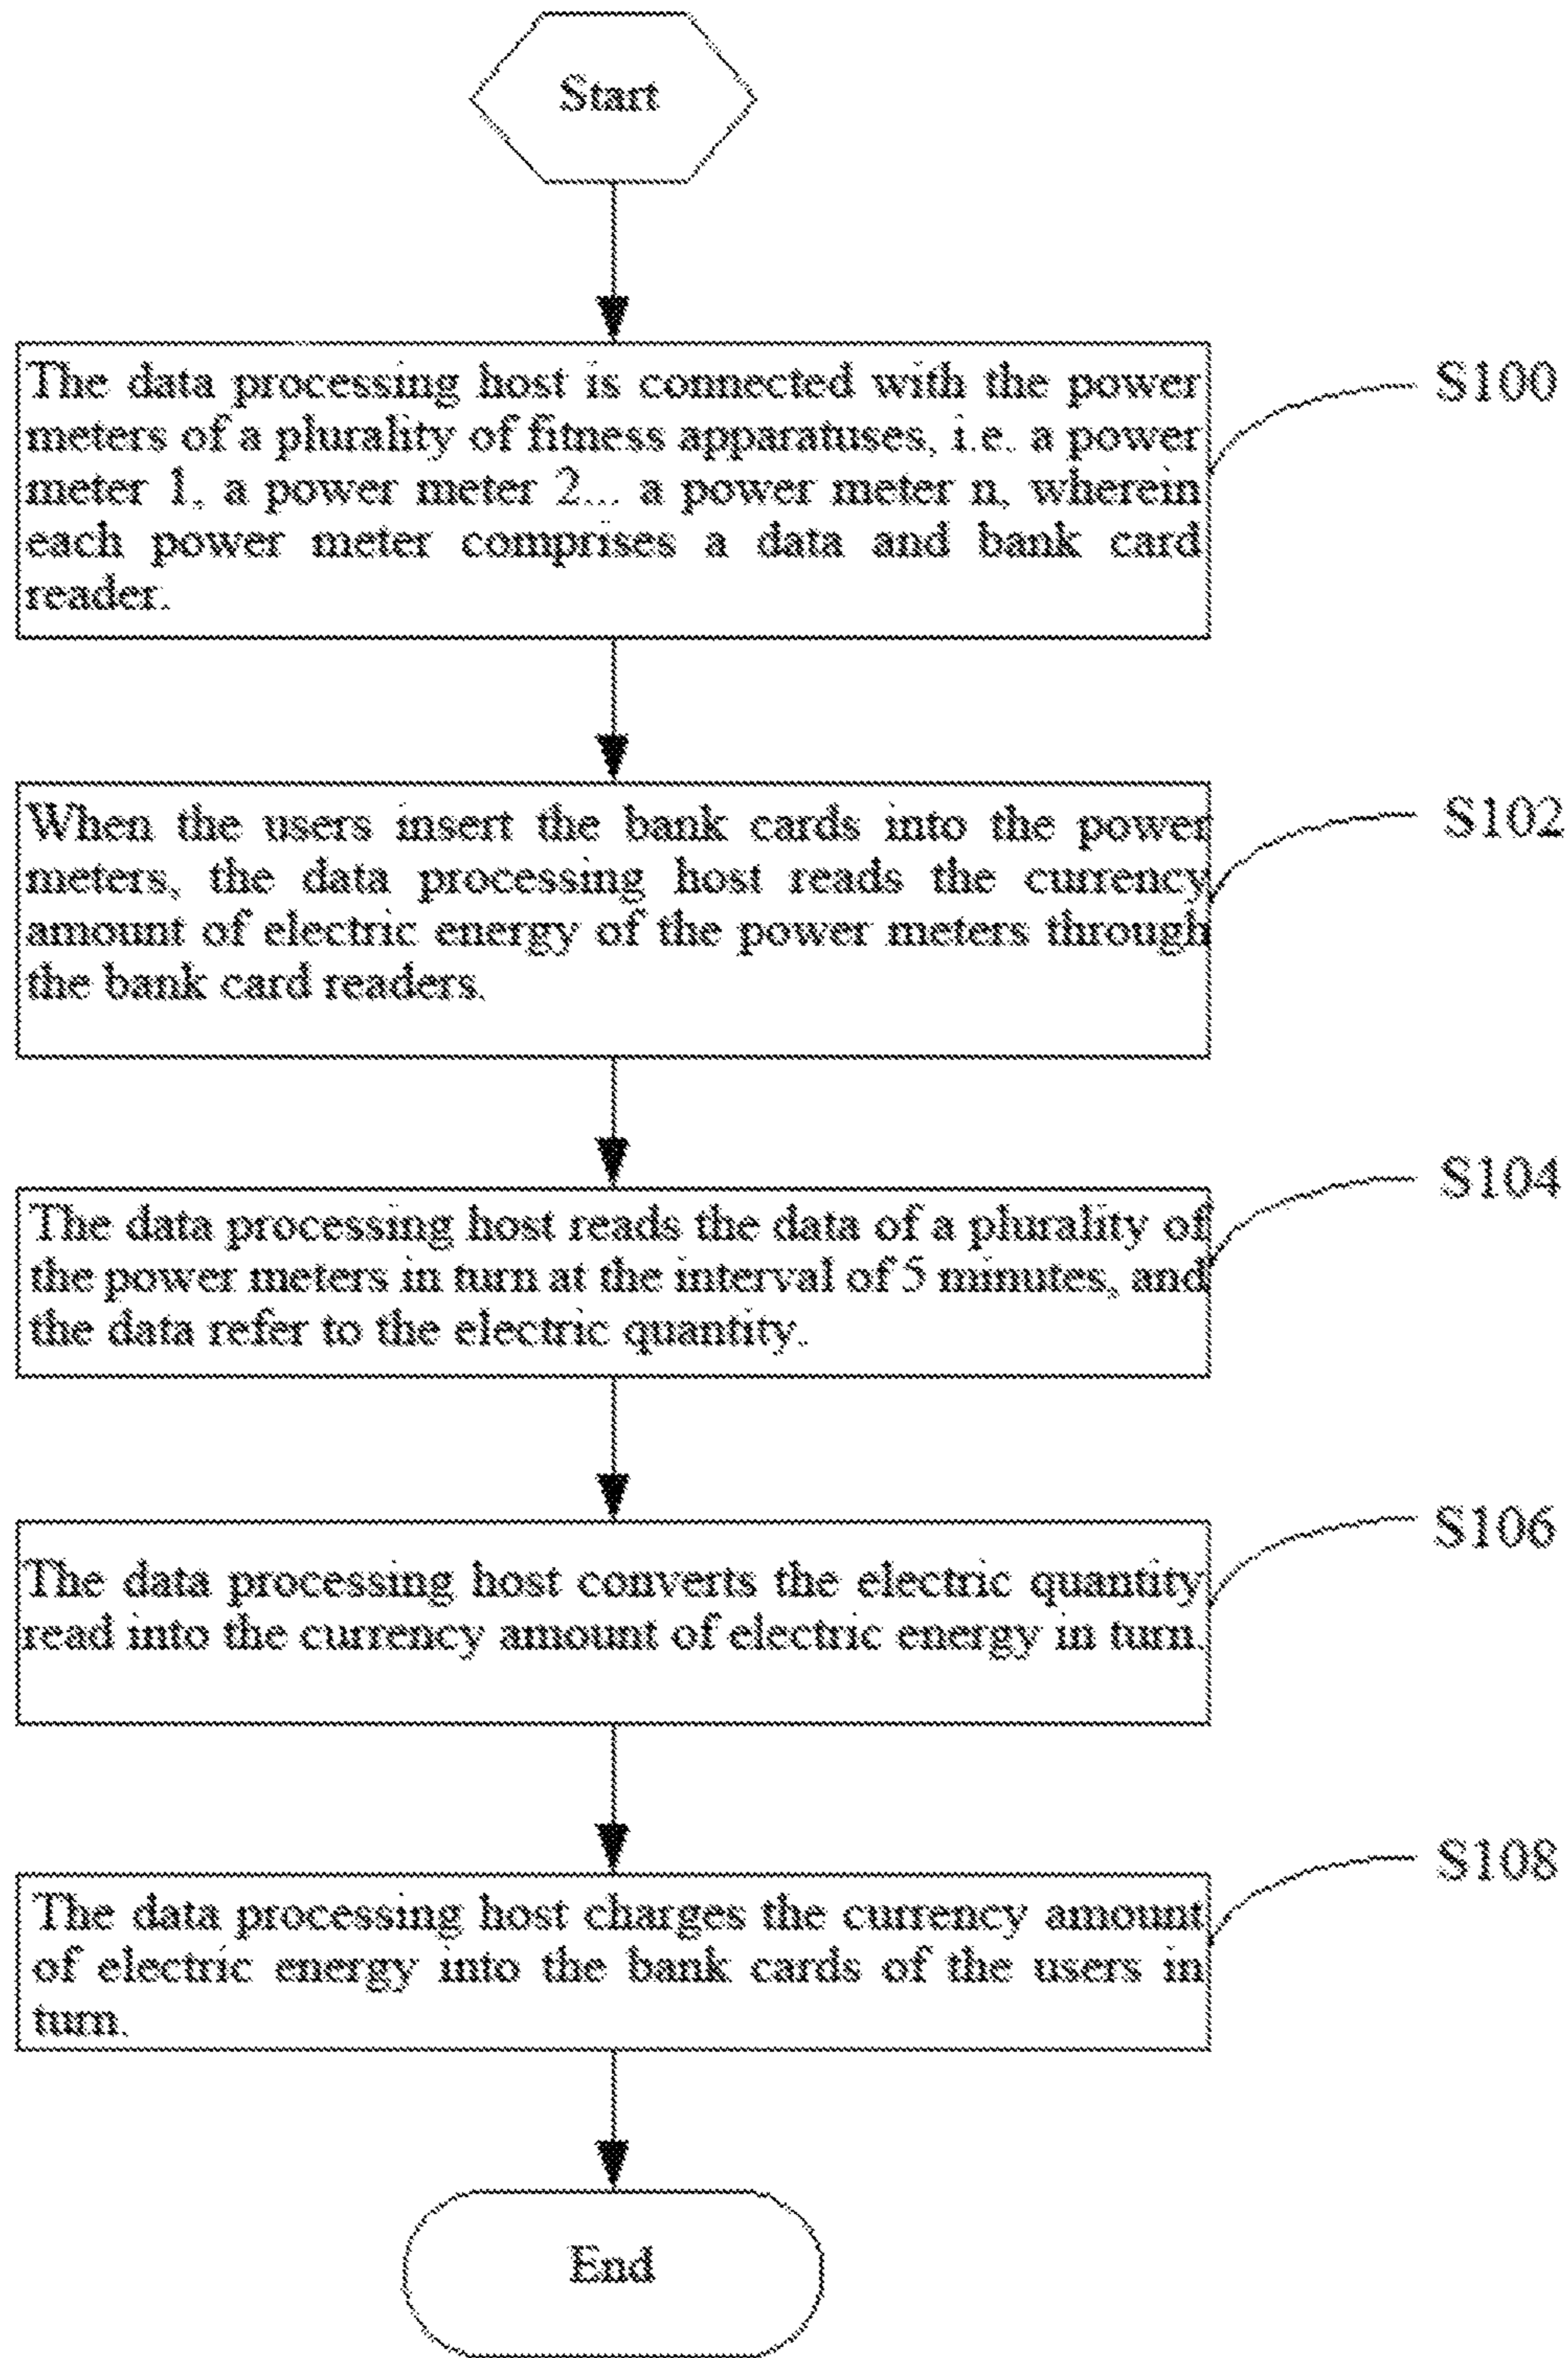 Start
The data processing host is connected with the power
meters of a plurality of fitness apparatuses, i.e. a power
meter 1, a power meter 2... a power meter n, wherein
each power meter comprises a data and bank card
reader.
S100
When the users insert the bank cards into the power
meters, the data processing host reads the currency
amount of electric energy of the power meters through
the bank card readers.
S102
The data processing host reads the data of a plurality of
the power meters in turn at the interval of 5 minutes, and
the data refer to the electric quantity.
S104
The data processing host converts the electric quantity
read into the currency amount of electric energy in turn.
S106
The data processing host charges the currency amount
of electric energy into the bank cards of the users in
turn.
S108
End